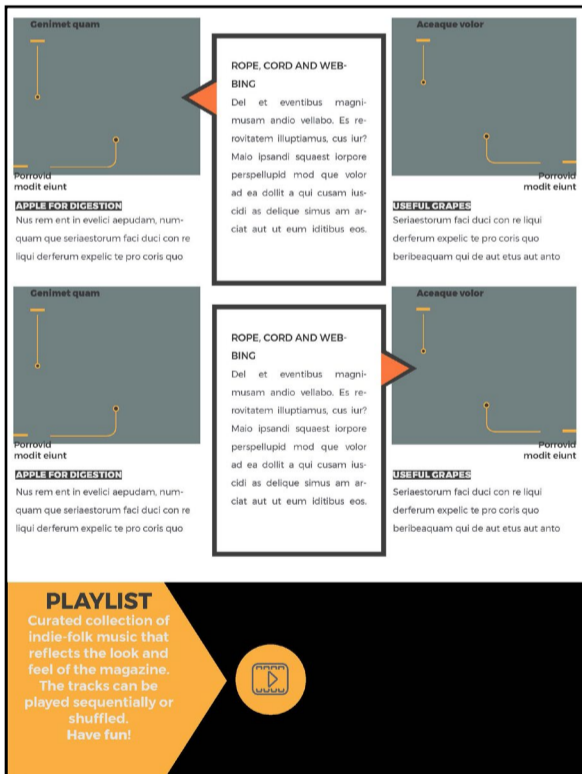 Genimet quam
Porrovid
modit eiunt
APPLE FOR DIGESTION
Nus rem ent in evelici aepudam, num-
quam que seriaestorum faci duci con re
liqui derferum expelic te pro coris quo
ROPE, CORD AND WEB-
BING
Del et eventibus magni-
musam andio vellabo. Es re-
rovitatem illuptiamus, cus iur?
Maio ipsandi squaest iorpore
perspellupid mod que volor
ad ea dollit a qui cusam ius-
cidi as delique simus am ar-
ciat aut ut eum iditibus eos.
Aceaque volor
Porrovid
modit eiunt
USEFUL GRAPES
Seriaestorum faci duci con re liqui
derferum expelic te pro coris quo
beribeaquam qui de aut etus aut anto
Genimet quam
Porrovid
modit eiunt
APPLE FOR DIGESTION
Nus rem ent in evelici aepudam, num-
quam que seriaestorum faci duci con re
liqui derferum expelic te pro coris quo
ROPE, CORD AND WEB-
BING
Del et eventibus magni-
musam andio vellabo. Es re-
rovitatem illuptiamus, cus iur?
Maio ipsandi squaest iorpore
perspellupid mod que volor
ad ea dollit a qui cusam ius-
cidi as delique simus am ar-
ciat aut ut eum iditibus eos.
Aceaque volor
Porrovid
modit eiunt
USEFUL GRAPES
Seriaestorum faci duci con re liqui
derferum expelic te pro coris quo
beribeaquam qui de aut etus aut anto
PLAYLIST
Curated collection of
indie-folk music that
reflects the look and
feel of the magazine.
The tracks can be
played sequentially or
shuffled.
Have fun!